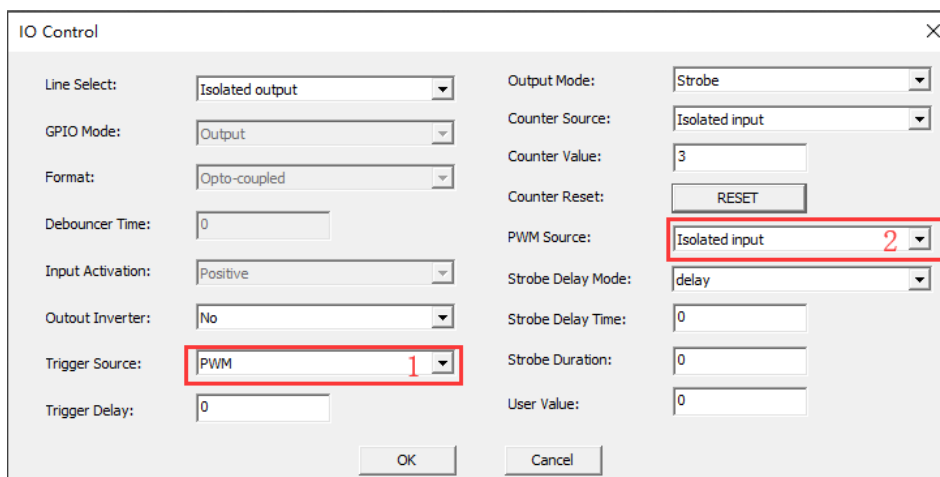 IO Control
Line Select:
Isolated output
GPIO Mode:
Output
Format:
Opto-coupled
Debouncer Time:
0
Input Activation:
Positive
Outout Inverter:
No
Trigger Source:
PWM
1
Trigger Delay:
0
Output Mode:
Strobe
Counter Source:
Isolated input
Counter Value:
3
Counter Reset:
RESET
PWM Source:
Isolated input
2
Strobe Delay Mode:
delay
Strobe Delay Time:
0
Strobe Duration:
0
User Value:
0
OK
Cancel